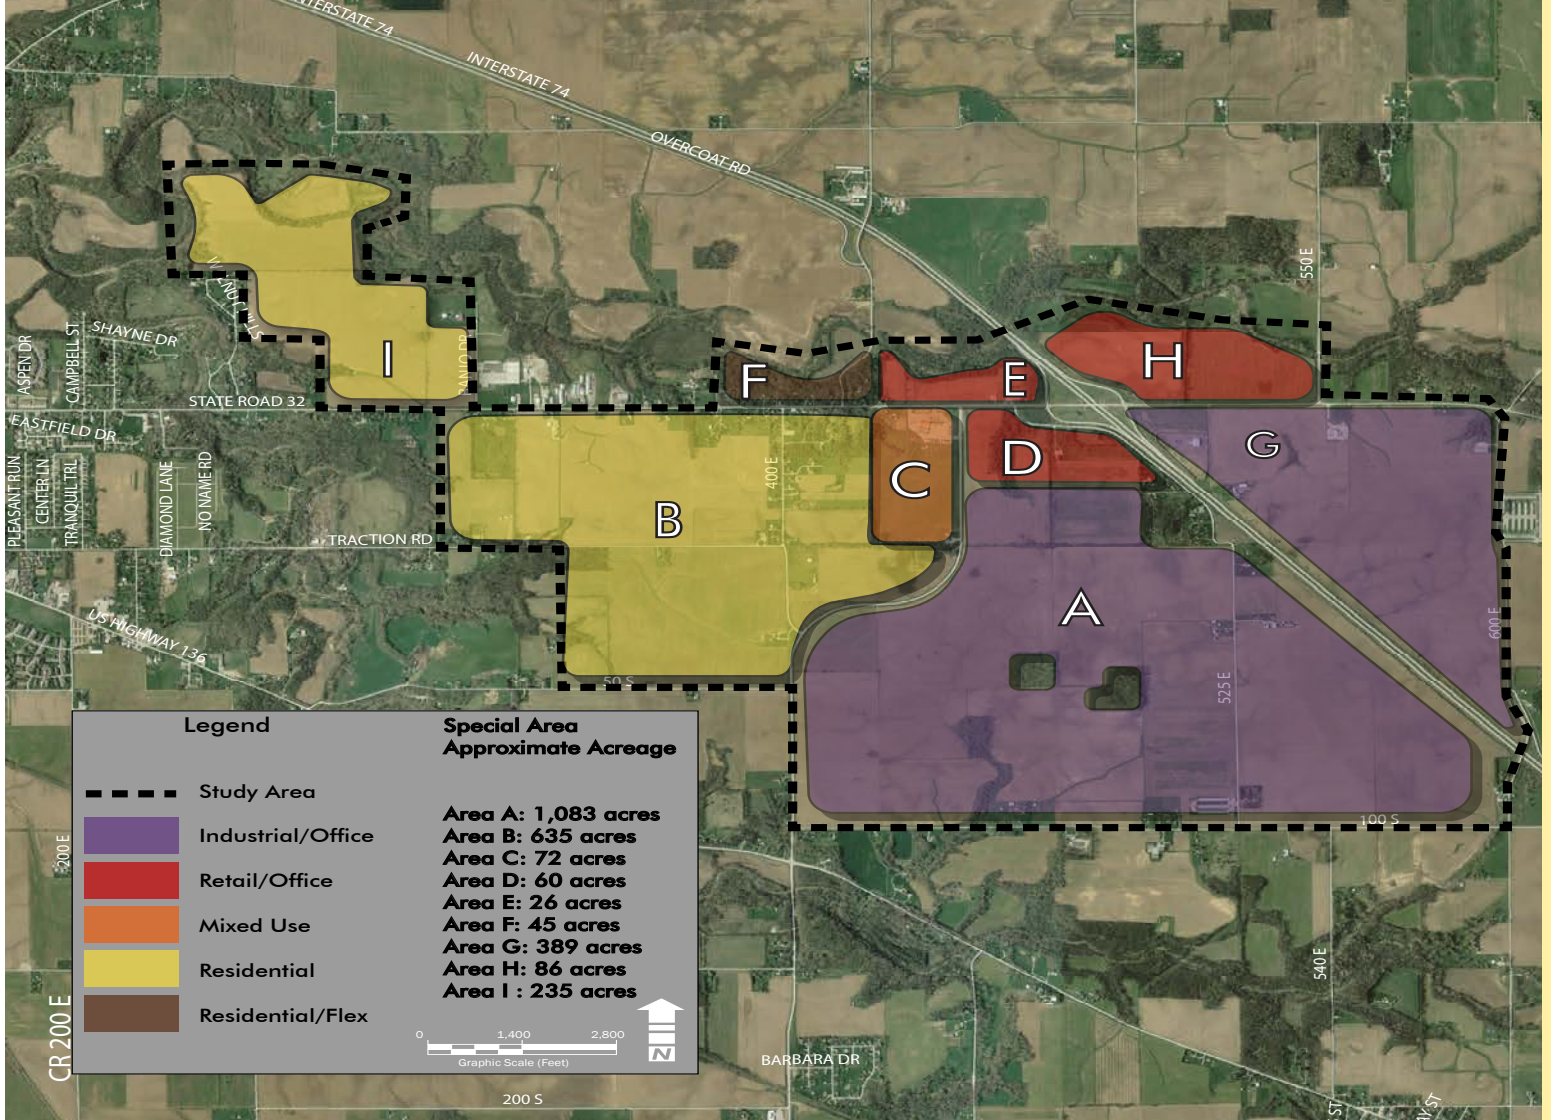 INTERSTATE 74
INTERSTATE 74
OVERCOAT RD
550 E
SHAYNE DR
ASPEN DR
CAMPBELL ST
I
STATE ROAD 32
F
E
H
EASTFIELD DR
PLEASANT RUN
CENTER LN
TRANQUIL TRL
DIAMOND LANE
NO NAME RD
TRACTION RD
400 E
B
C
D
G
A
US HIGHWAY 136
600 E
525 E
50 S
100 S
200 E
CR 200 E
540 E
BARBARA DR
200 S
ST
ST
Legend
Study Area
Industrial/Office
Retail/Office
Mixed Use
Residential
Residential/Flex
Special Area
Approximate Acreage
Area A: 1,083 acres
Area B: 635 acres
Area C: 72 acres
Area D: 60 acres
Area E: 26 acres
Area F: 45 acres
Area G: 389 acres
Area H: 86 acres
Area I : 235 acres
0 1,400 2,800
Graphic Scale (Feet)
N